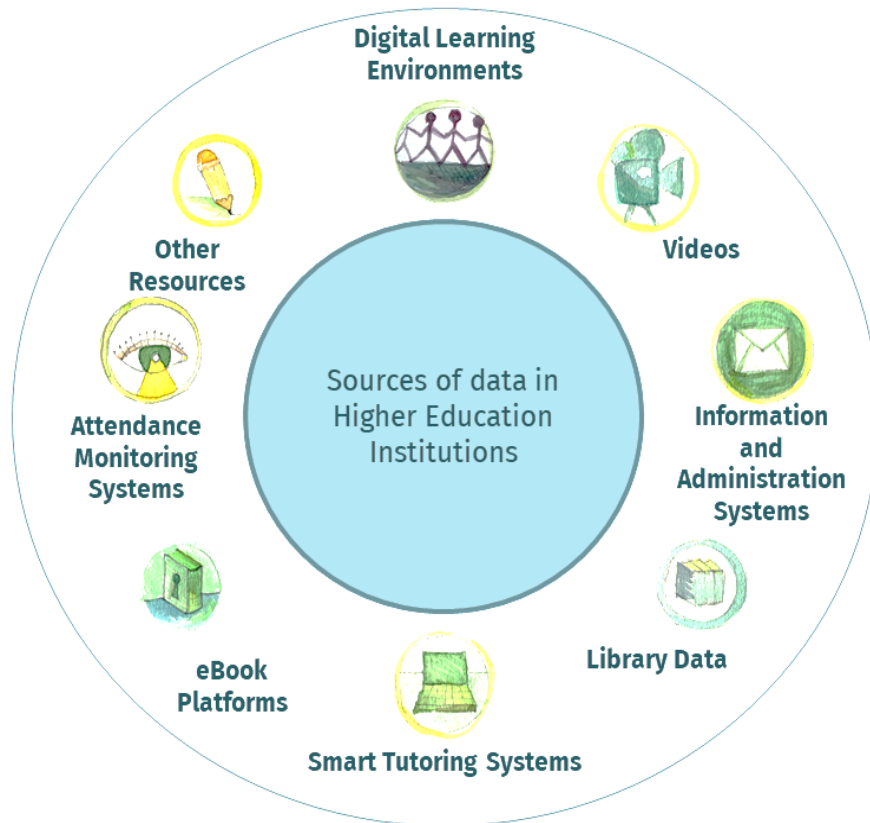 Digital Learning
Environments
Videos
Information
and
Administration
Systems
Library Data
Smart Tutoring Systems
eBook
Platforms
Attendance
Monitoring
Systems
Other
Resources
Sources of data in
Higher Education
Institutions